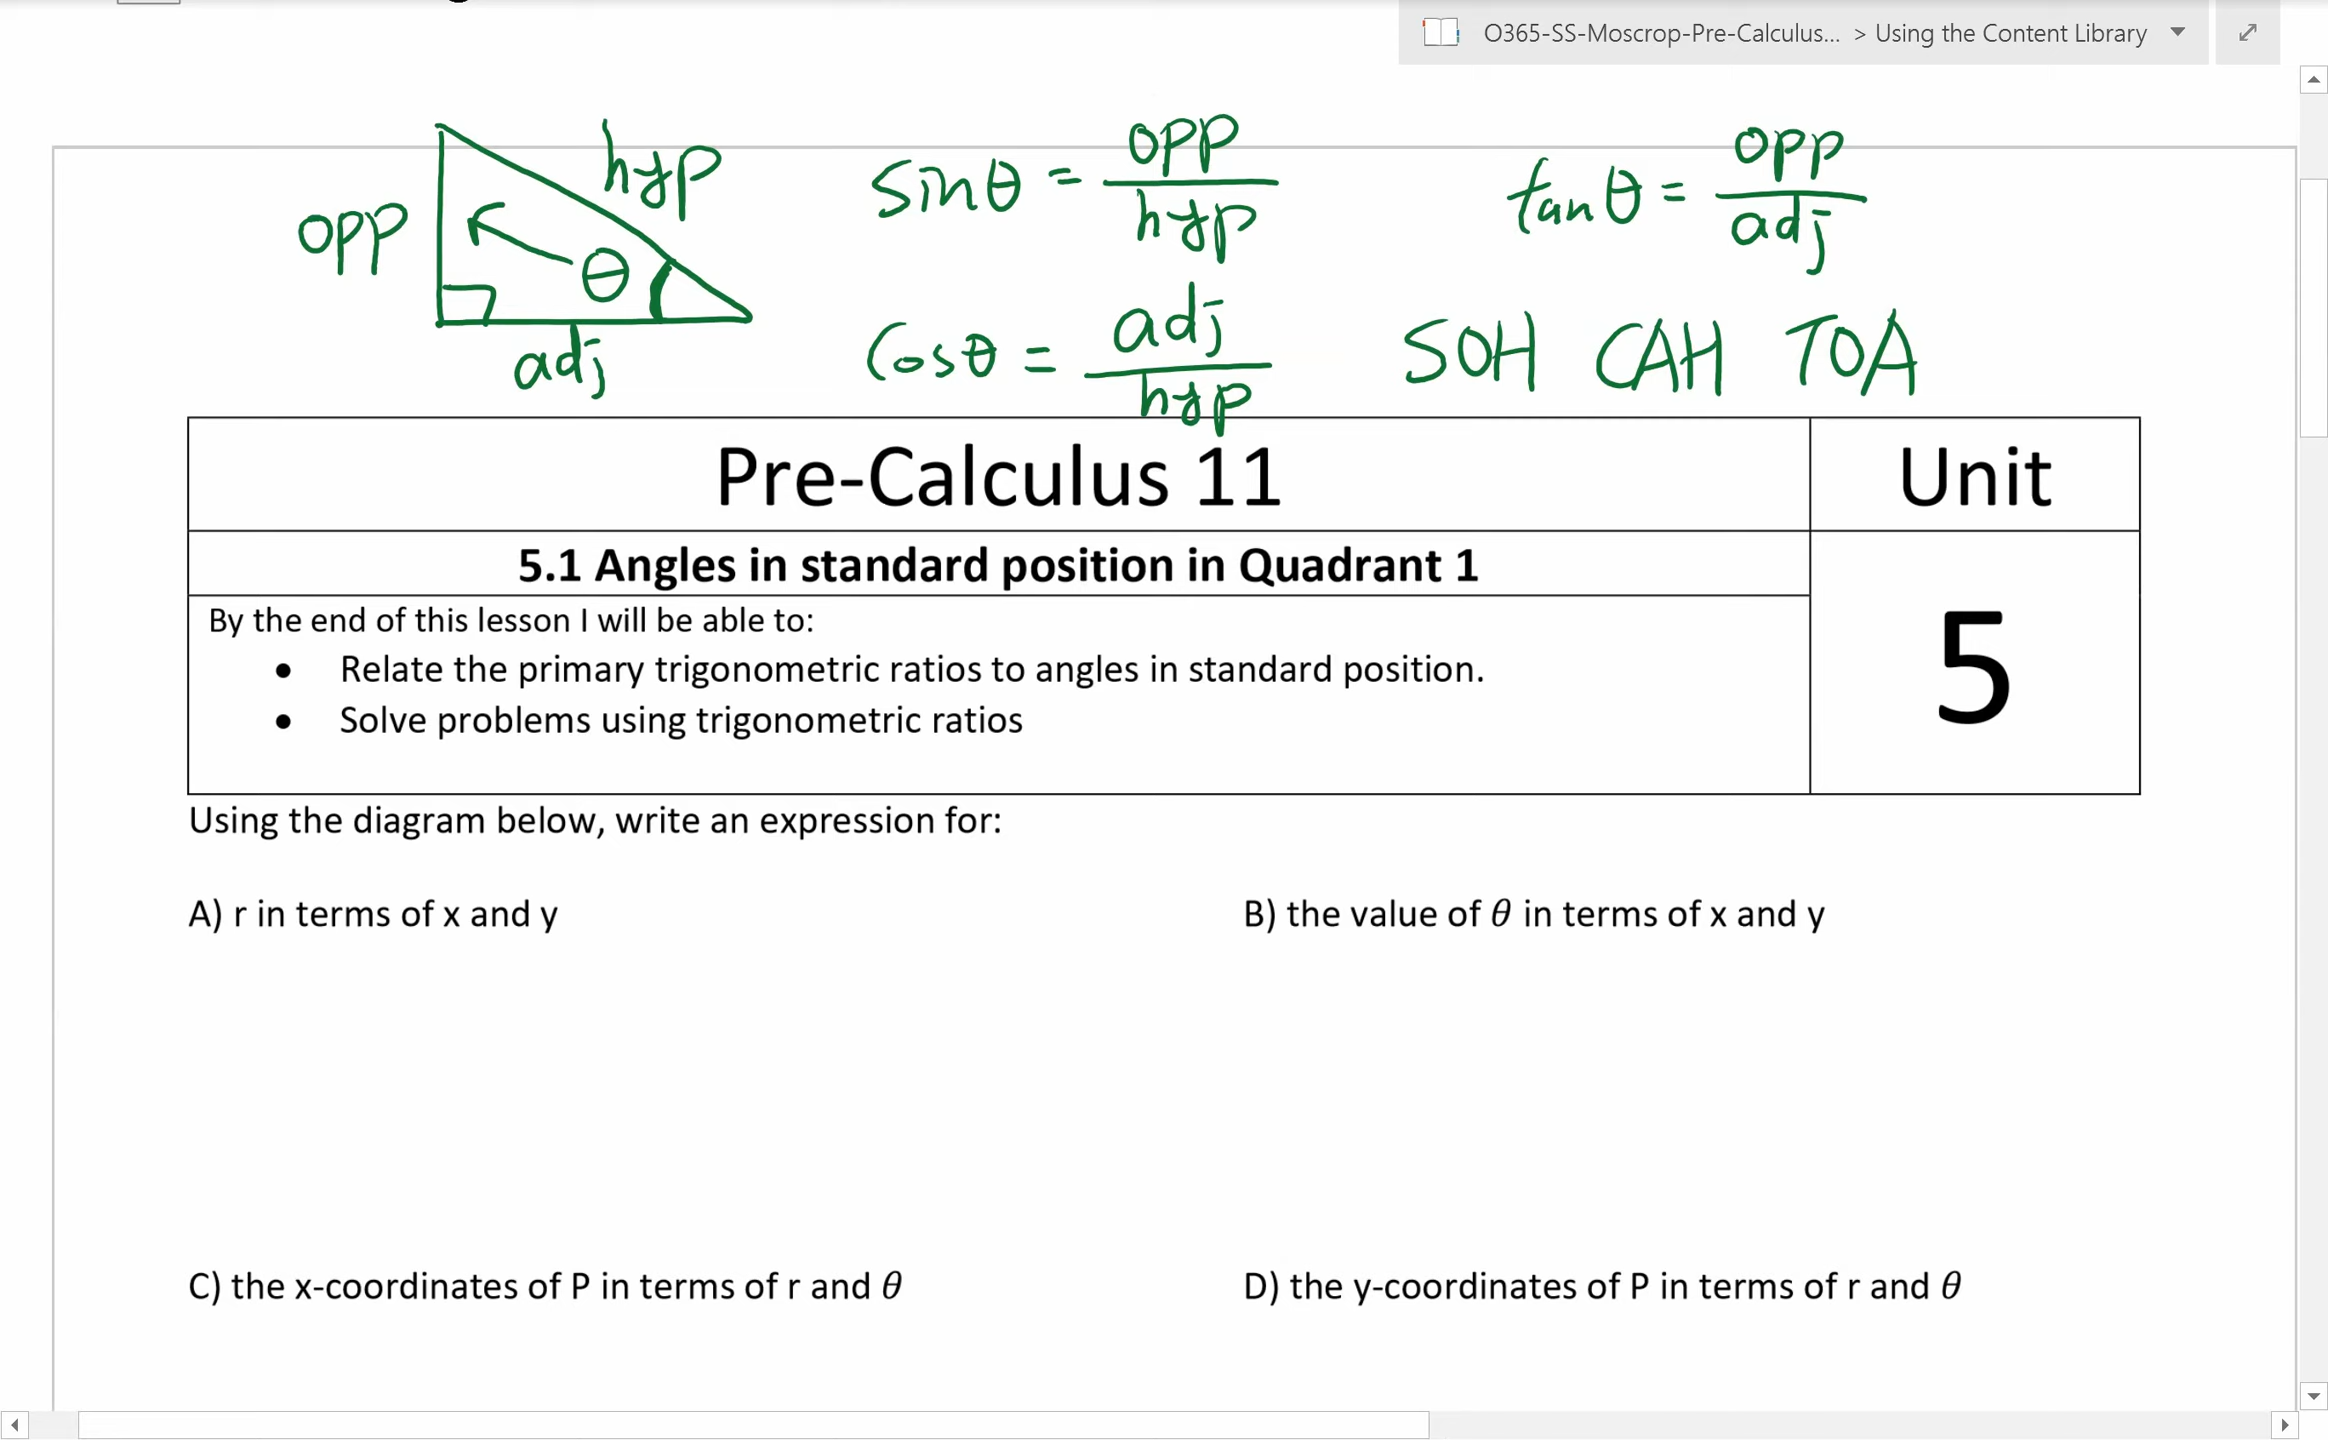 O365-SS-Moscrop-Pre-Calculus... > Using the Content Library
hyp
opp
θ
adj
sinθ = opp/hyp
tanθ = opp/adj
cosθ = adj/hyp
SOH CAH TOA
Pre-Calculus 11
Unit
5.1 Angles in standard position in Quadrant 1
5
By the end of this lesson I will be able to:
• Relate the primary trigonometric ratios to angles in standard position.
• Solve problems using trigonometric ratios
Using the diagram below, write an expression for:
A) r in terms of x and y
B) the value of θ in terms of x and y
C) the x-coordinates of P in terms of r and θ
D) the y-coordinates of P in terms of r and θ